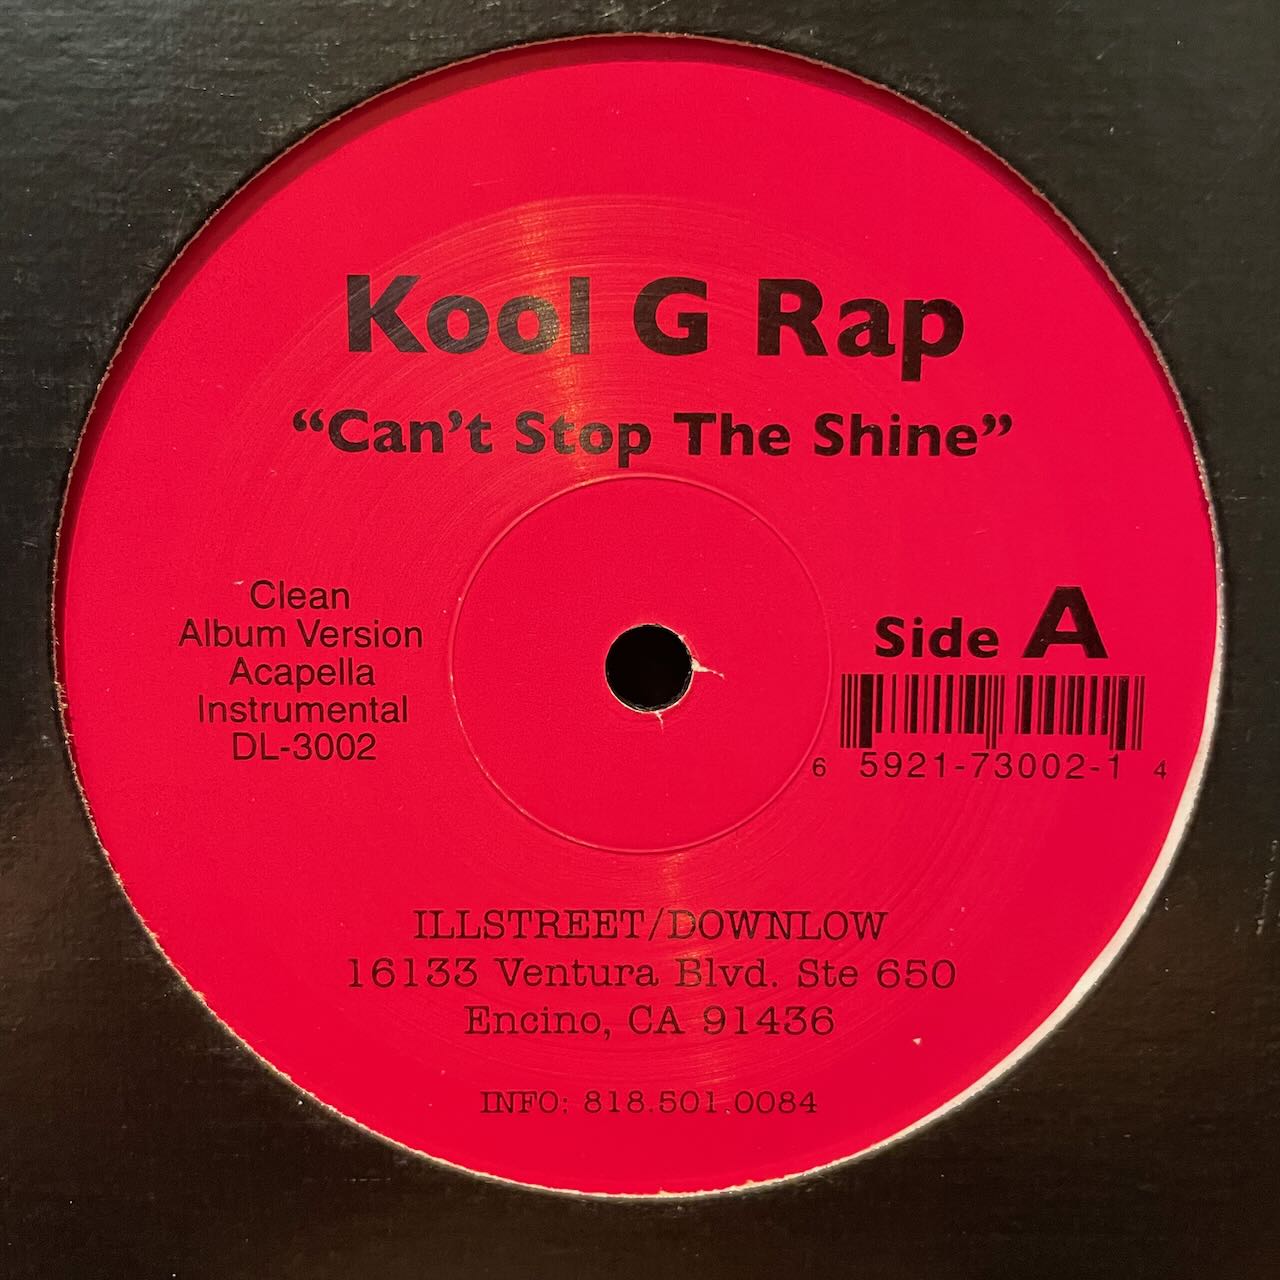 Kool G Rap
“Can’t Stop The Shine”
Clean
Album Version
Acapella
Instrumental
DL-3002
Side A
6 5921-73002-1 4
ILLSTREET/DOWNLOW
16133 Ventura Blvd. Ste 650
Encino, CA 91436
INFO: 818.501.0084